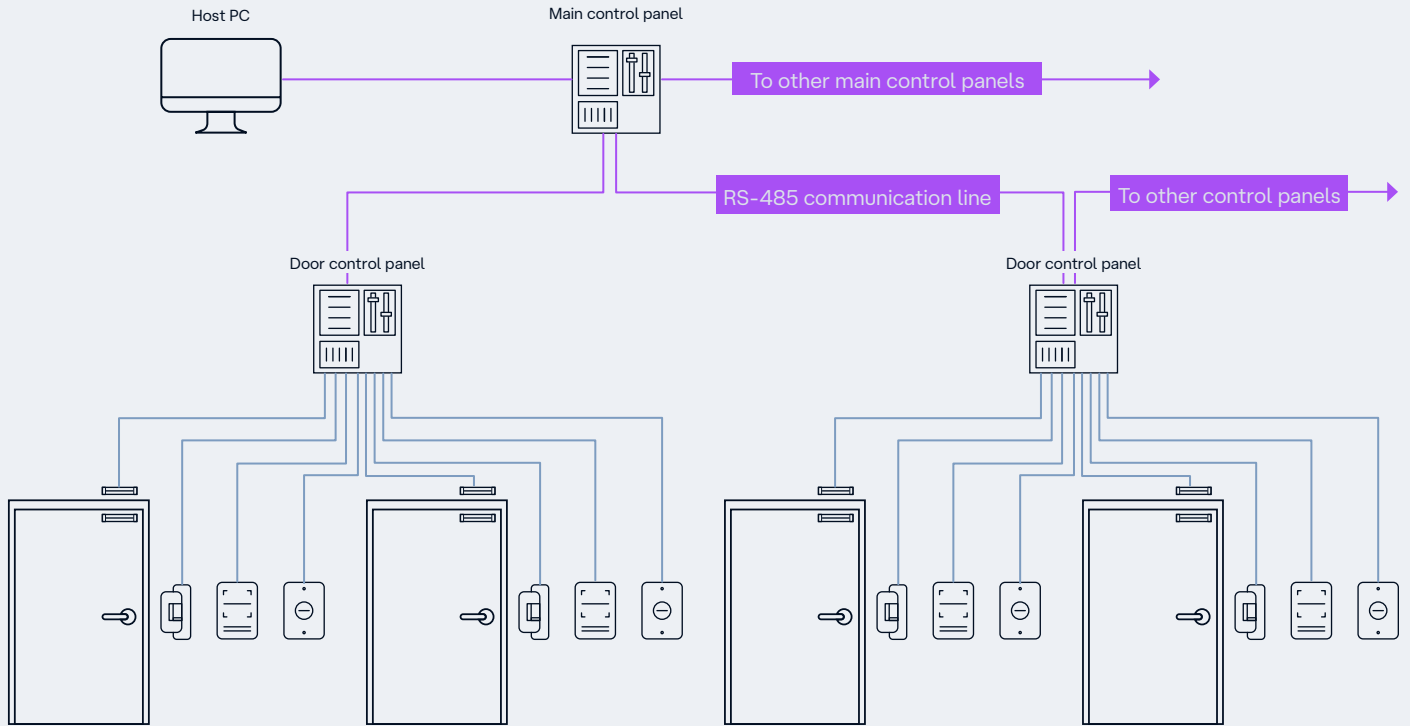 Host PC
Main control panel
To other main control panels
RS-485 communication line
To other control panels
Door control panel
Door control panel